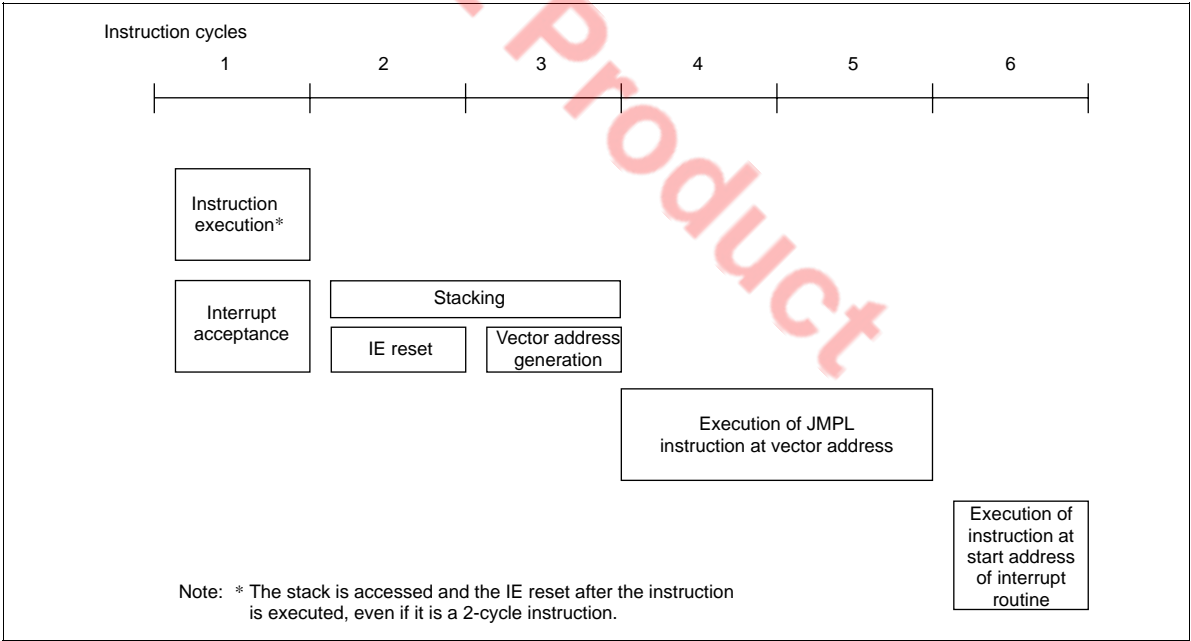 Instruction cycles
1 2 3 4 5 6
Instruction
execution*
Interrupt
acceptance
Stacking
IE reset
Vector address
generation
Execution of JMPL
instruction at vector address
Execution of
instruction at
start address
of interrupt
routine
Note: * The stack is accessed and the IE reset after the instruction
is executed, even if it is a 2-cycle instruction.
Product